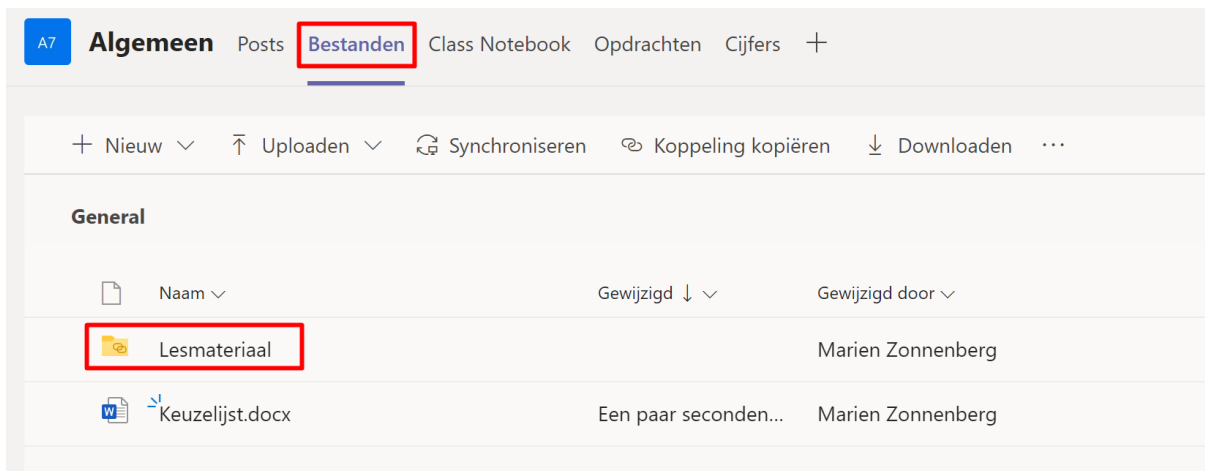 A7 Algemeen Posts Bestanden Class Notebook Opdrachten Cijfers
Nieuw Uploaden Synchroniseren Koppeling kopiëren Downloaden ...
General
Naam Gewijzigd Gewijzigd door
Lesmateriaal Marien Zonnenberg
W Keuzelijst.docx Een paar seconden... Marien Zonnenberg